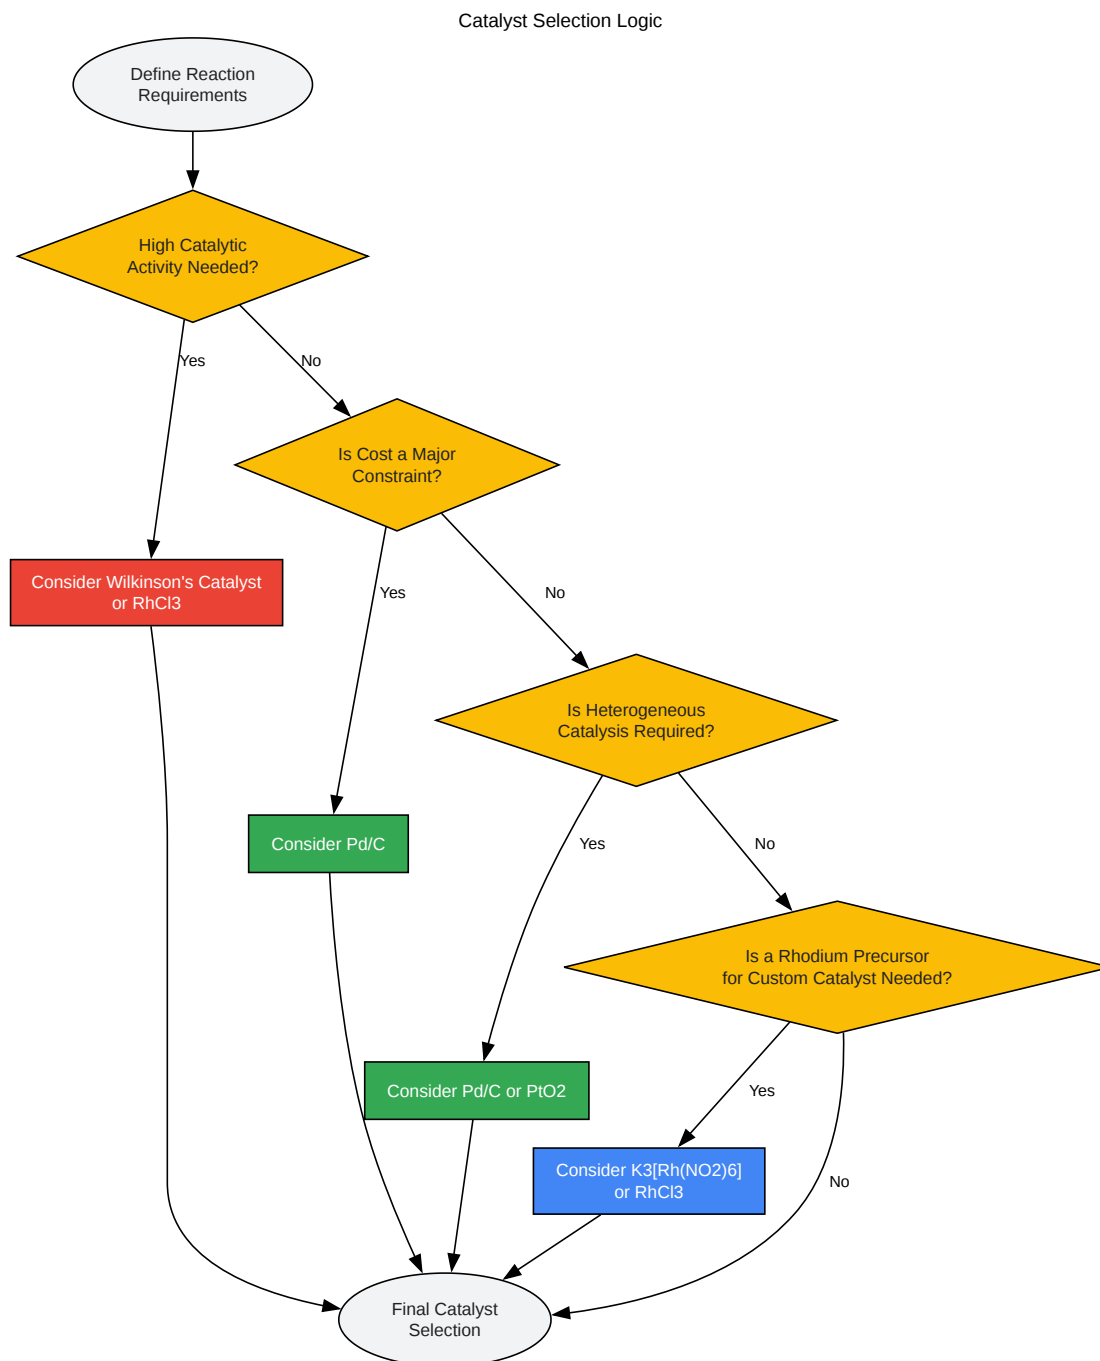 Catalyst Selection Logic
Define Reaction
Requirements
High Catalytic
Activity Needed?
Yes
No
Is Cost a Major
Constraint?
Consider Wilkinson's Catalyst
or RhCl3
Yes
No
Is Heterogeneous
Catalysis Required?
Consider Pd/C
Yes
No
Is a Rhodium Precursor
for Custom Catalyst Needed?
Consider Pd/C or PtO2
Yes
Consider K3[Rh(NO2)6]
or RhCl3
No
Final Catalyst
Selection